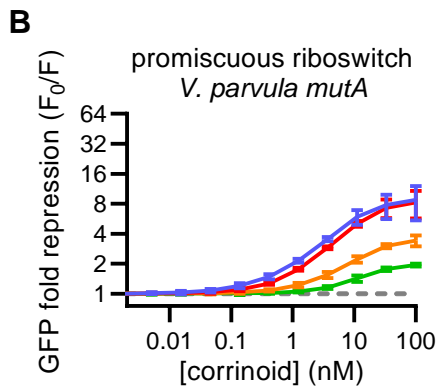 B
promiscuous riboswitch
V. parvula mutA
GFP fold repression (F₀/F)
64
32
16
8
4
2
1
0.01 0.1 1 10 100
[corrinoid] (nM)